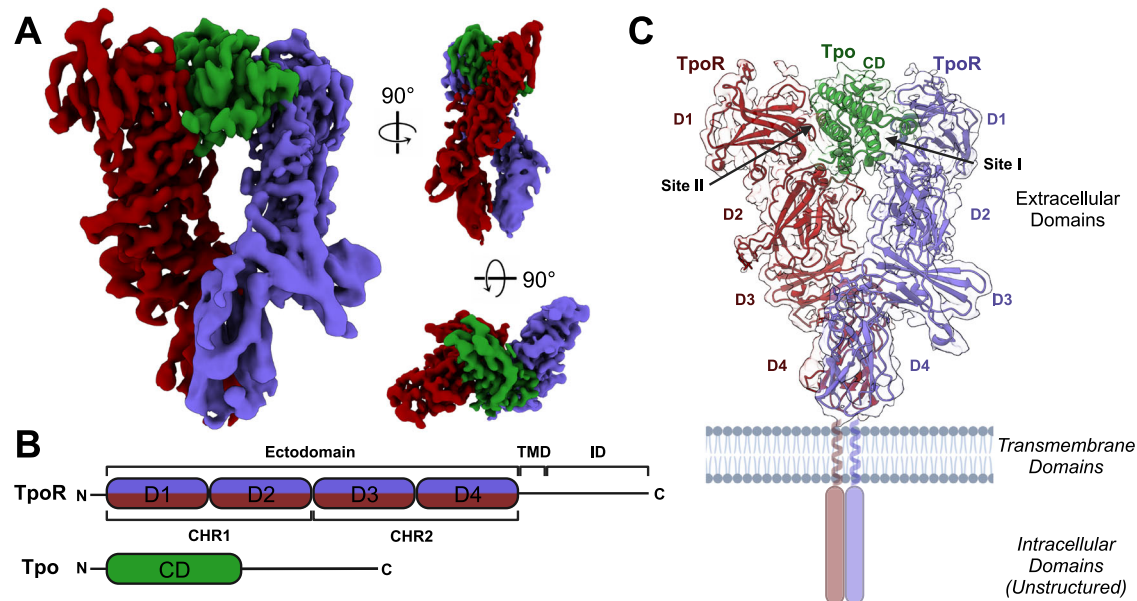 A
90°
90°
B
Ectodomain
TMD
ID
TpoR
N
D1
D2
D3
D4
C
CHR1
CHR2
Tpo
N
CD
C
C
TpoR
Tpo
CD
TpoR
D1
D1
Site II
Site I
D2
D2
Extracellular
Domains
D3
D3
D4
D4
Transmembrane
Domains
Intracellular
Domains
(Unstructured)